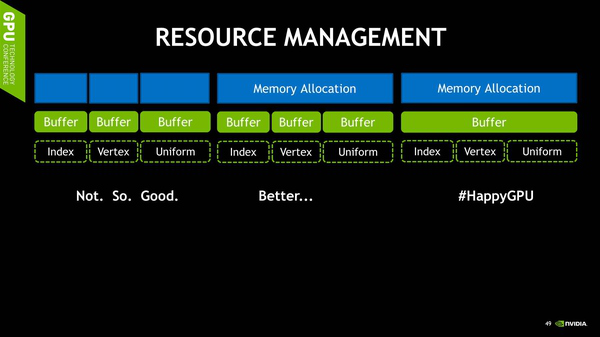 GPU TECHNOLOGY CONFERENCE
RESOURCE MANAGEMENT
Memory Allocation Memory Allocation
Buffer Buffer Buffer Buffer Buffer Buffer Buffer
Index Vertex Uniform Index Vertex Uniform Index Vertex Uniform
Not. So. Good. Better... #HappyGPU
49 NVIDIA